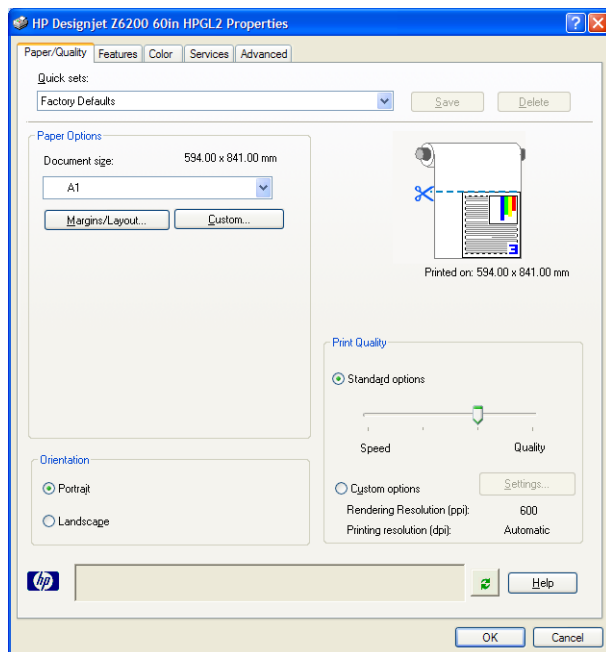 HP Designjet Z6200 60in HPGL2 Properties
Paper/Quality Features Color Services Advanced
Quick sets:
Factory Defaults Save Delete
Paper Options
Document size: 594.00 x 841.00 mm
A1
Margins/Layout... Custom...
3
Printed on: 594.00 x 841.00 mm
Print Quality
Standard options
Speed Quality
Orientation
Portrait
Landscape
Custom options Settings...
Rendering Resolution (ppi): 600
Printing resolution (dpi): Automatic
hp
Help
OK Cancel